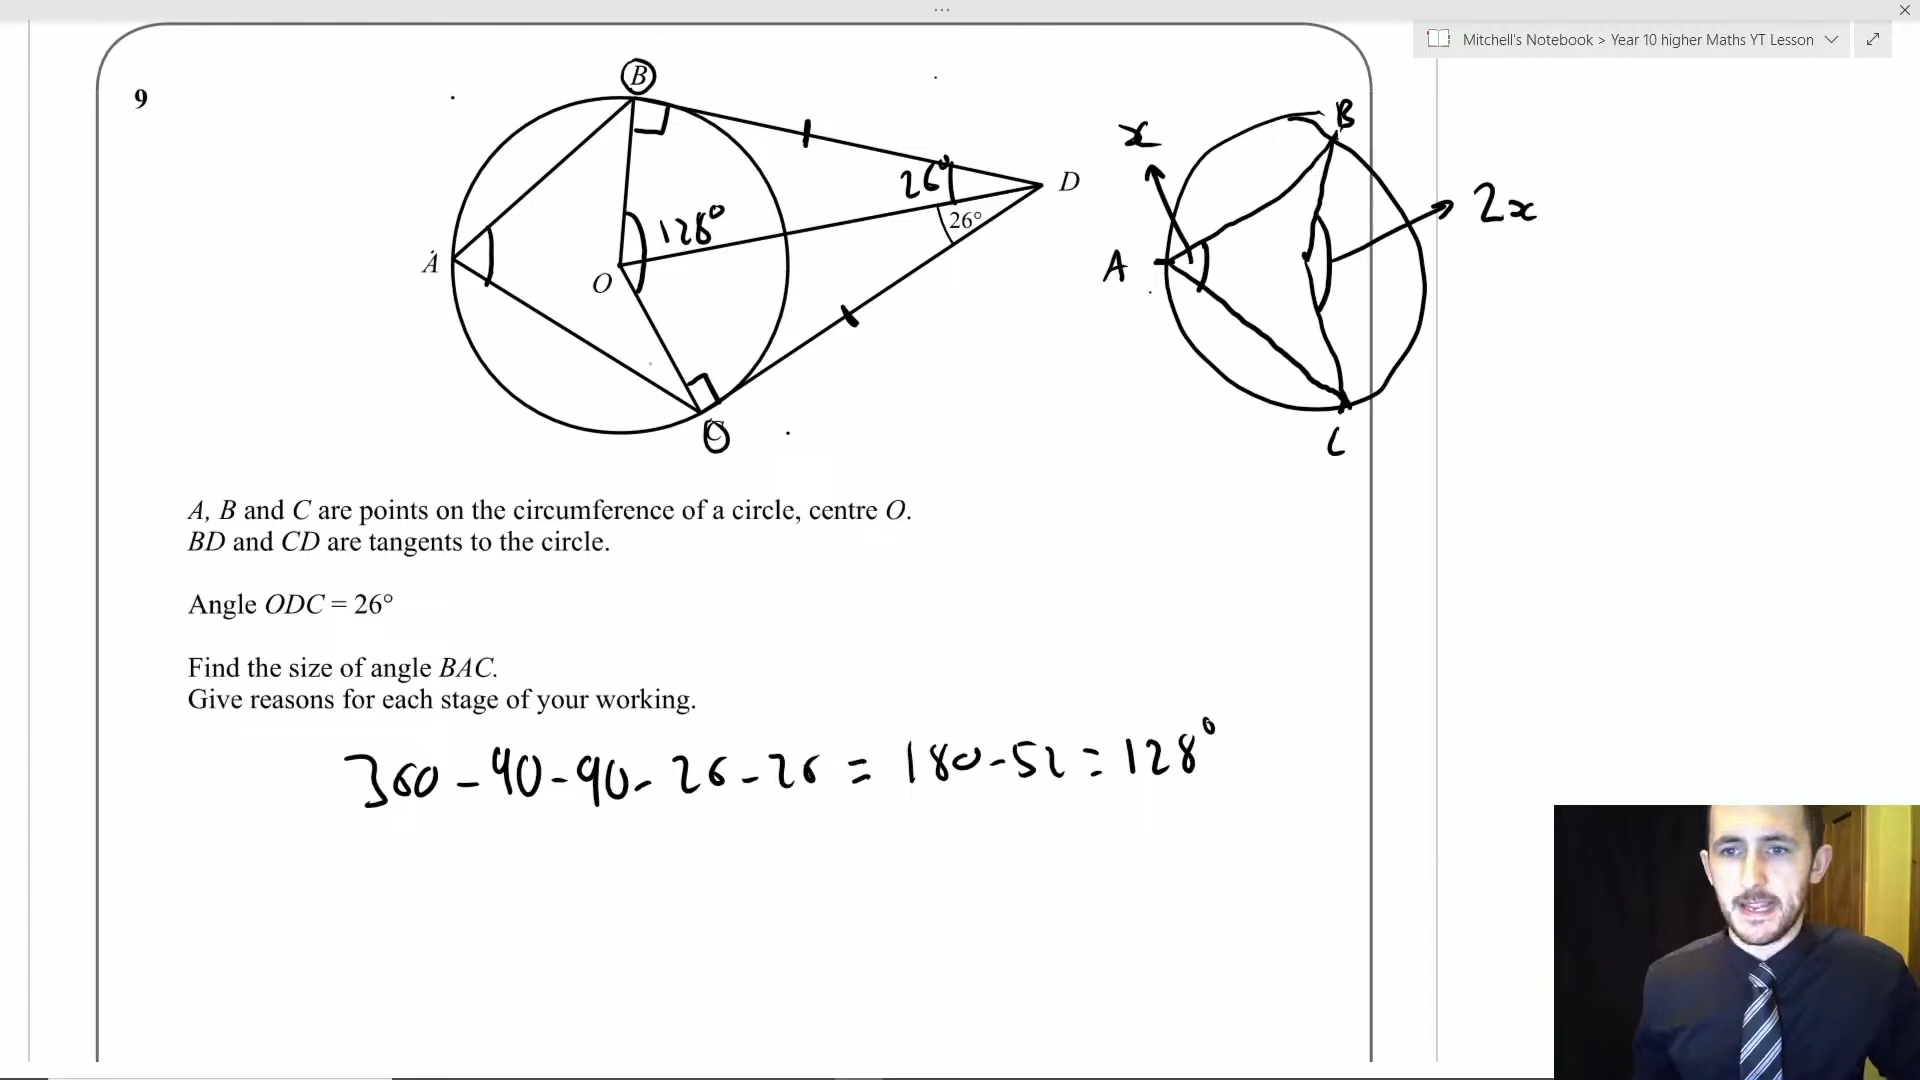 Mitchell's Notebook > Year 10 higher Maths YT Lesson
9
B
D
26°
26°
128°
A
O
C
x
B
2x
A
C
A, B and C are points on the circumference of a circle, centre O.
BD and CD are tangents to the circle.
Angle ODC = 26°
Find the size of angle BAC.
Give reasons for each stage of your working.
360 - 90 - 90 - 26 - 26 = 180 - 52 = 128°